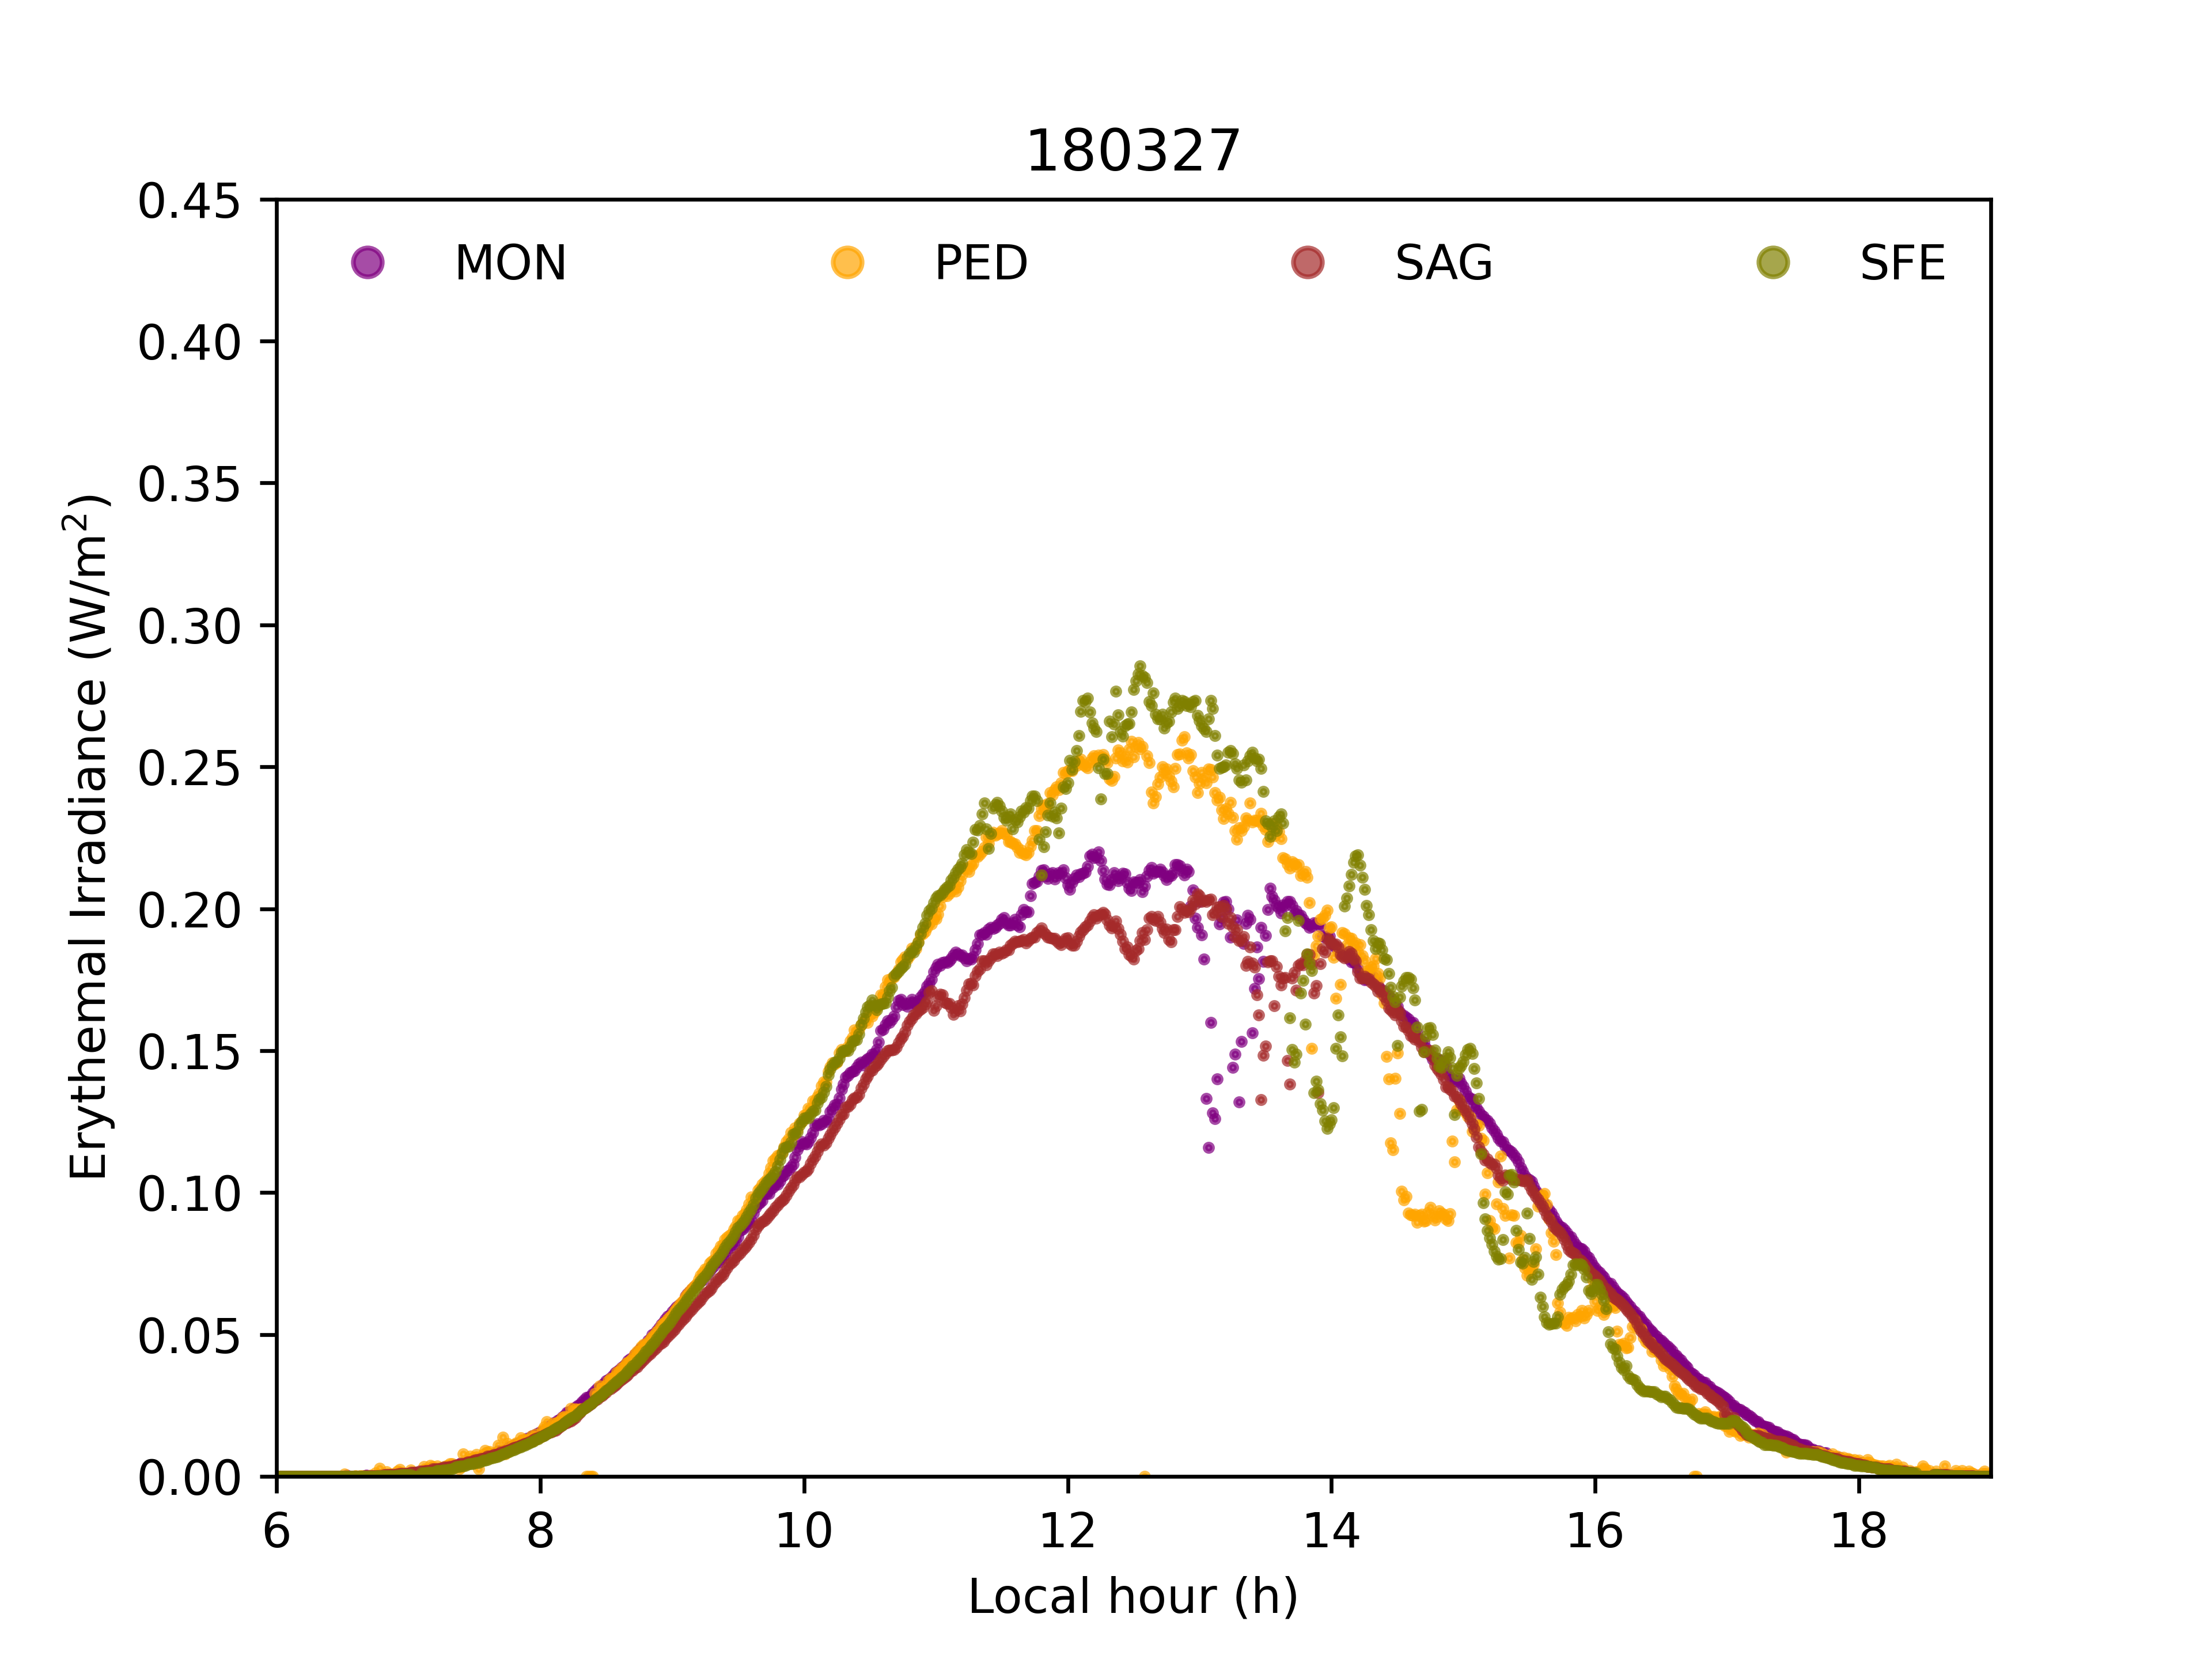 180327
MON PED SAG SFE
0.45
0.40
0.35
0.30
0.25
0.20
0.15
0.10
0.05
0.00
Erythemal Irradiance (W/m²)
6 8 10 12 14 16 18
Local hour (h)